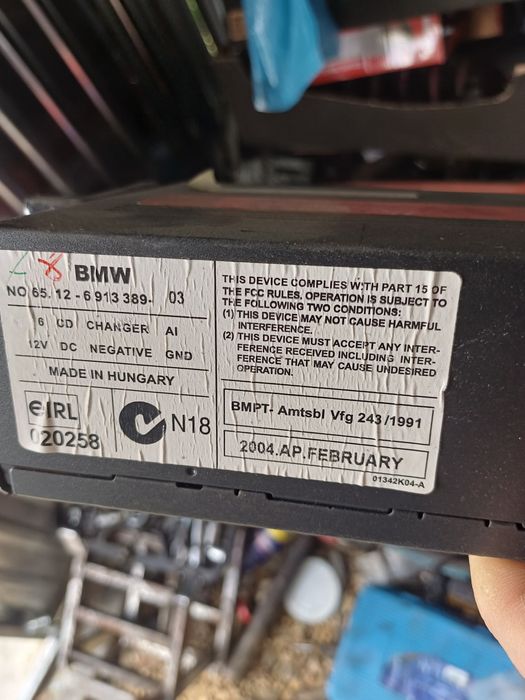 BMW
NO 65. 12 - 6 913 389- 03
6 CD CHANGER AI
12V DC NEGATIVE GND
MADE IN HUNGARY
eIRL
020258
N18
THIS DEVICE COMPLIES WITH PART 15 OF
THE FCC RULES. OPERATION IS SUBJECT TO
THE FOLLOWING TWO CONDITIONS:
(1) THIS DEVICE MAY NOT CAUSE HARMFUL
INTERFERENCE.
(2) THIS DEVICE MUST ACCEPT ANY INTER-
FERENCE RECEIVED INCLUDING INTER-
FERENCE THAT MAY CAUSE UNDESIRED
OPERATION.
BMPT- Amtsbl Vfg 243/1991
2004.AP.FEBRUARY
01342K04-A